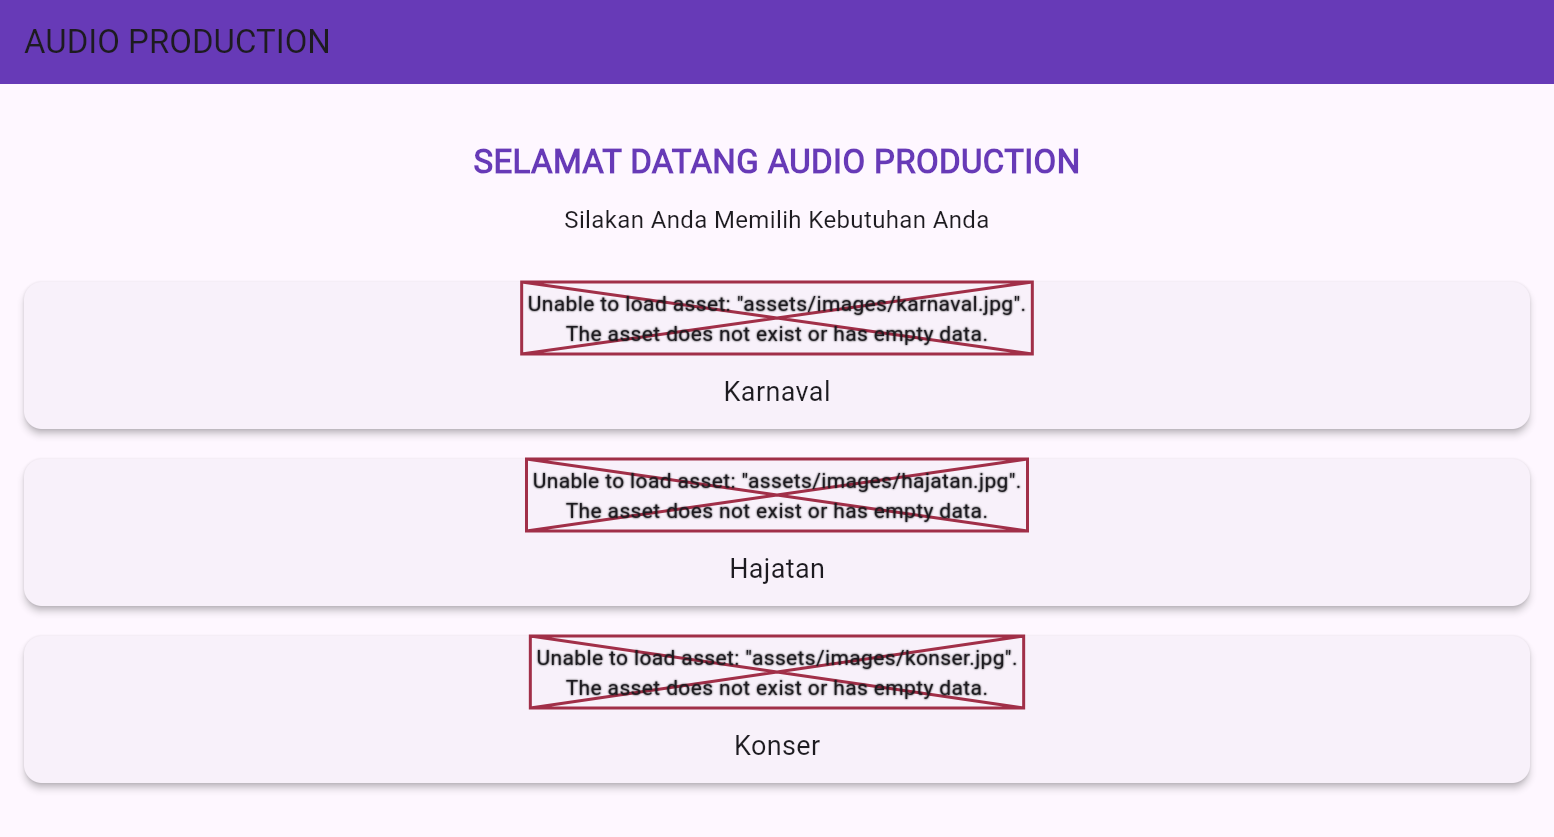 AUDIO PRODUCTION
SELAMAT DATANG AUDIO PRODUCTION
Silakan Anda Memilih Kebutuhan Anda
Unable to load asset: "assets/images/karnaval.jpg".
The asset does not exist or has empty data.
Karnaval
Unable to load asset: "assets/images/hajatan.jpg".
The asset does not exist or has empty data.
Hajatan
Unable to load asset: "assets/images/konser.jpg".
The asset does not exist or has empty data.
Konser